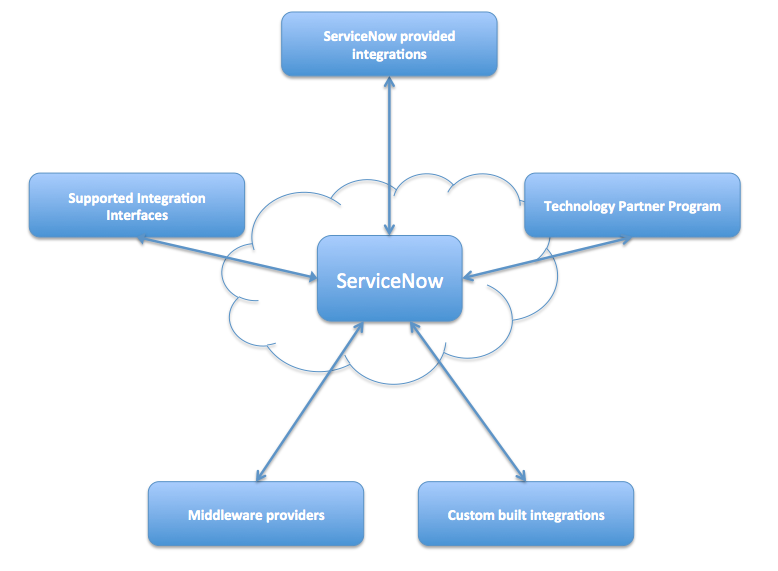 ServiceNow provided
integrations
Supported Integration
Interfaces
Technology Partner Program
ServiceNow
Middleware providers
Custom built integrations